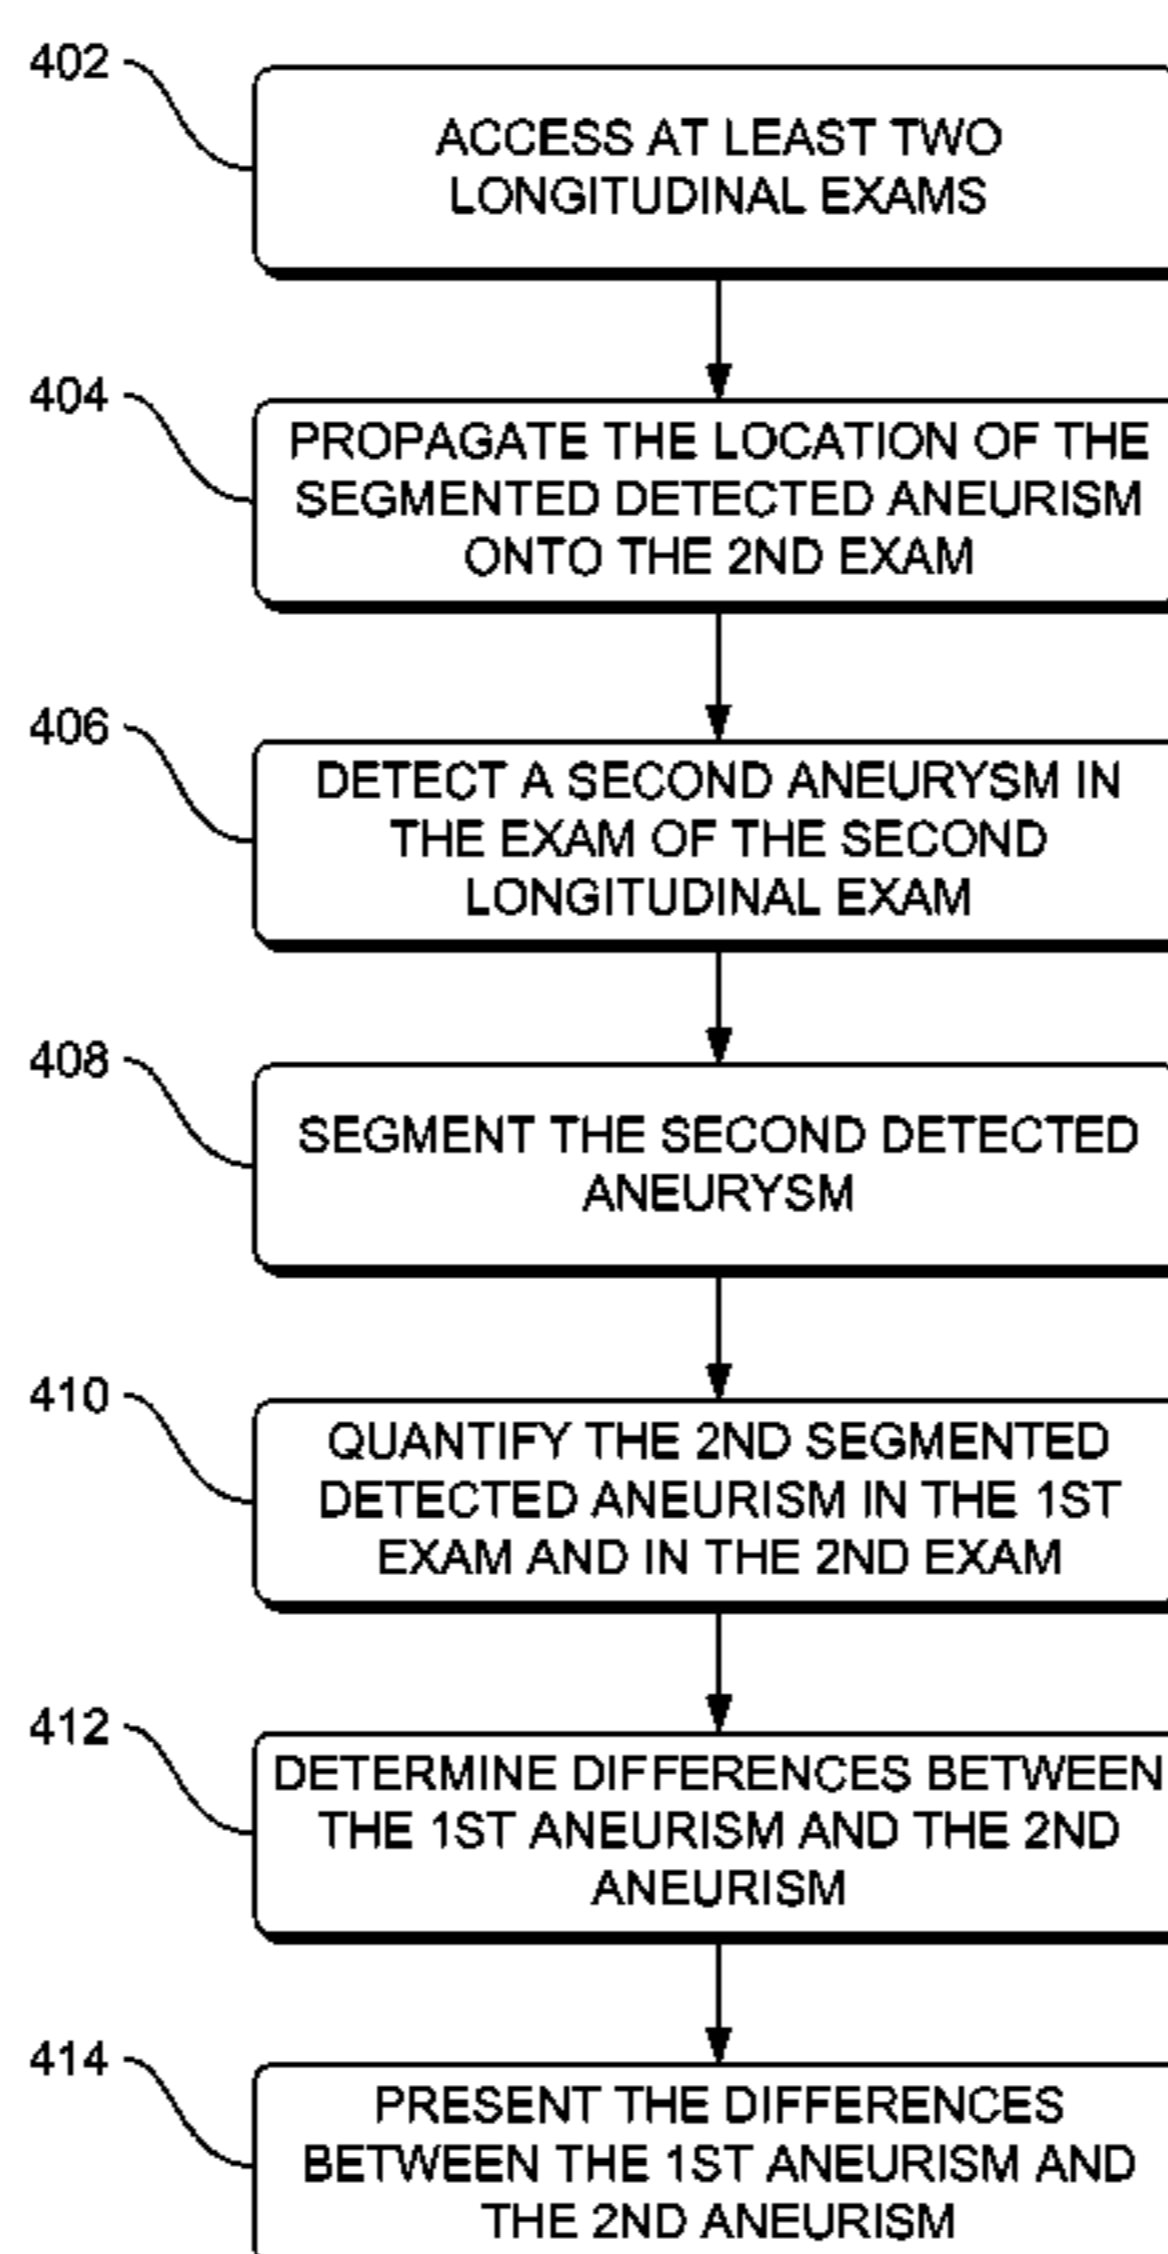 402
ACCESS AT LEAST TWO
LONGITUDINAL EXAMS
404
PROPAGATE THE LOCATION OF THE
SEGMENTED DETECTED ANEURISM
ONTO THE 2ND EXAM
406
DETECT A SECOND ANEURYSM IN
THE EXAM OF THE SECOND
LONGITUDINAL EXAM
408
SEGMENT THE SECOND DETECTED
ANEURYSM
410
QUANTIFY THE 2ND SEGMENTED
DETECTED ANEURISM IN THE 1ST
EXAM AND IN THE 2ND EXAM
412
DETERMINE DIFFERENCES BETWEEN
THE 1ST ANEURISM AND THE 2ND
ANEURISM
414
PRESENT THE DIFFERENCES
BETWEEN THE 1ST ANEURISM AND
THE 2ND ANEURISM